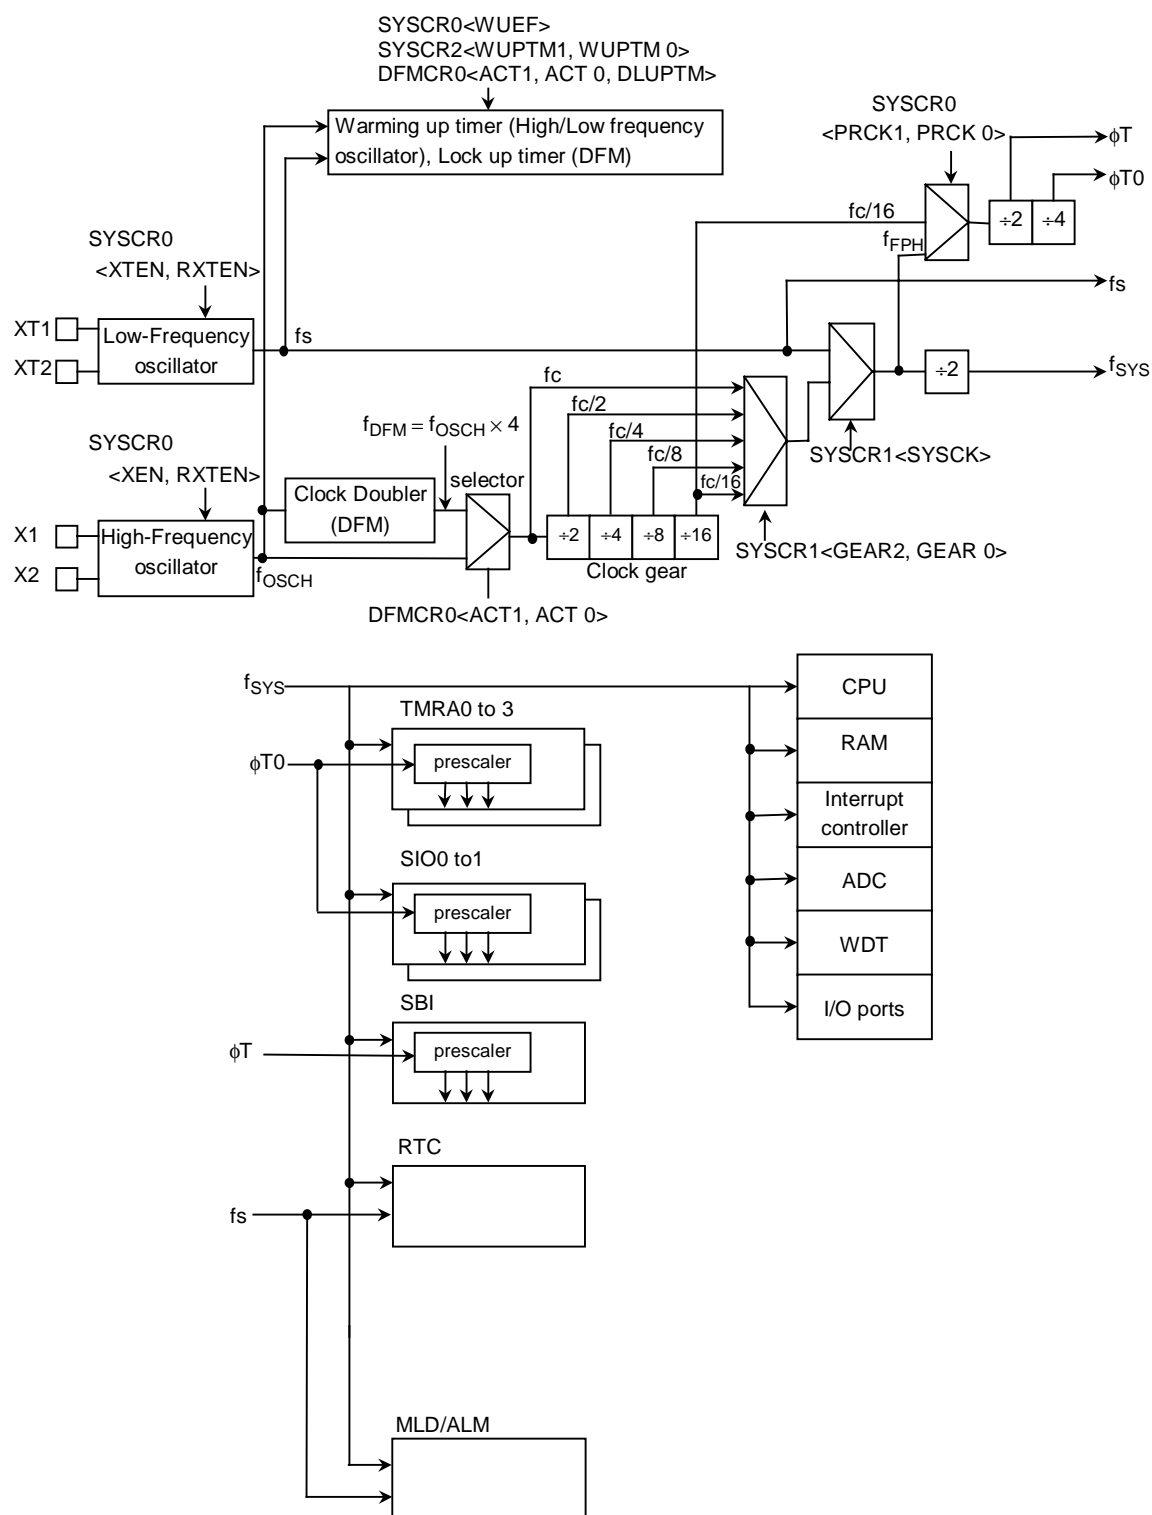 SYSCR0<WUEF>
SYSCR2<WUPTM1, WUPTM 0>
DFMCR0<ACT1, ACT 0, DLUPTM>
Warming up timer (High/Low frequency
oscillator), Lock up timer (DFM)
SYSCR0
<PRCK1, PRCK 0>
ϕT
ϕT0
÷2
÷4
fc/16
fFPH
SYSCR0
<XTEN, RXTEN>
fs
XT1
XT2
Low-Frequency
oscillator
fs
÷2
fSYS
fc
fc/2
fc/4
fc/8
fc/16
fDFM = fOSCH × 4
SYSCR1<SYSCK>
SYSCR0
<XEN, RXTEN>
selector
Clock Doubler
(DFM)
X1
X2
High-Frequency
oscillator
fOSCH
÷2
÷4
÷8
÷16
Clock gear
SYSCR1<GEAR2, GEAR 0>
DFMCR0<ACT1, ACT 0>
fSYS
CPU
TMRA0 to 3
RAM
ϕT0
prescaler
Interrupt
controller
SIO0 to1
ADC
prescaler
WDT
SBI
I/O ports
ϕT
prescaler
RTC
fs
MLD/ALM